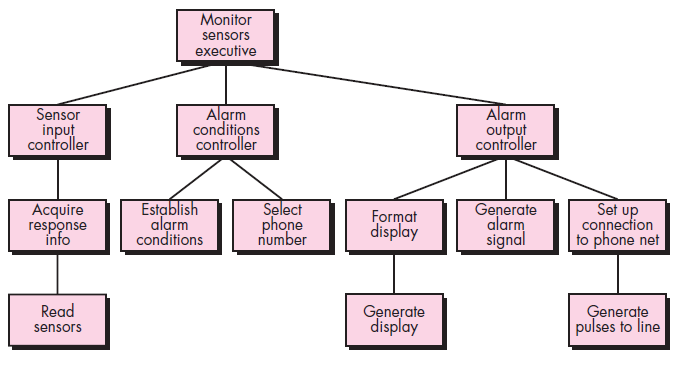 Monitor
sensors
executive
Sensor
input
controller
Alarm
conditions
controller
Alarm
output
controller
Acquire
response
info
Establish
alarm
conditions
Select
phone
number
Format
display
Generate
alarm
signal
Set up
connection
to phone net
Read
sensors
Generate
display
Generate
pulses to line